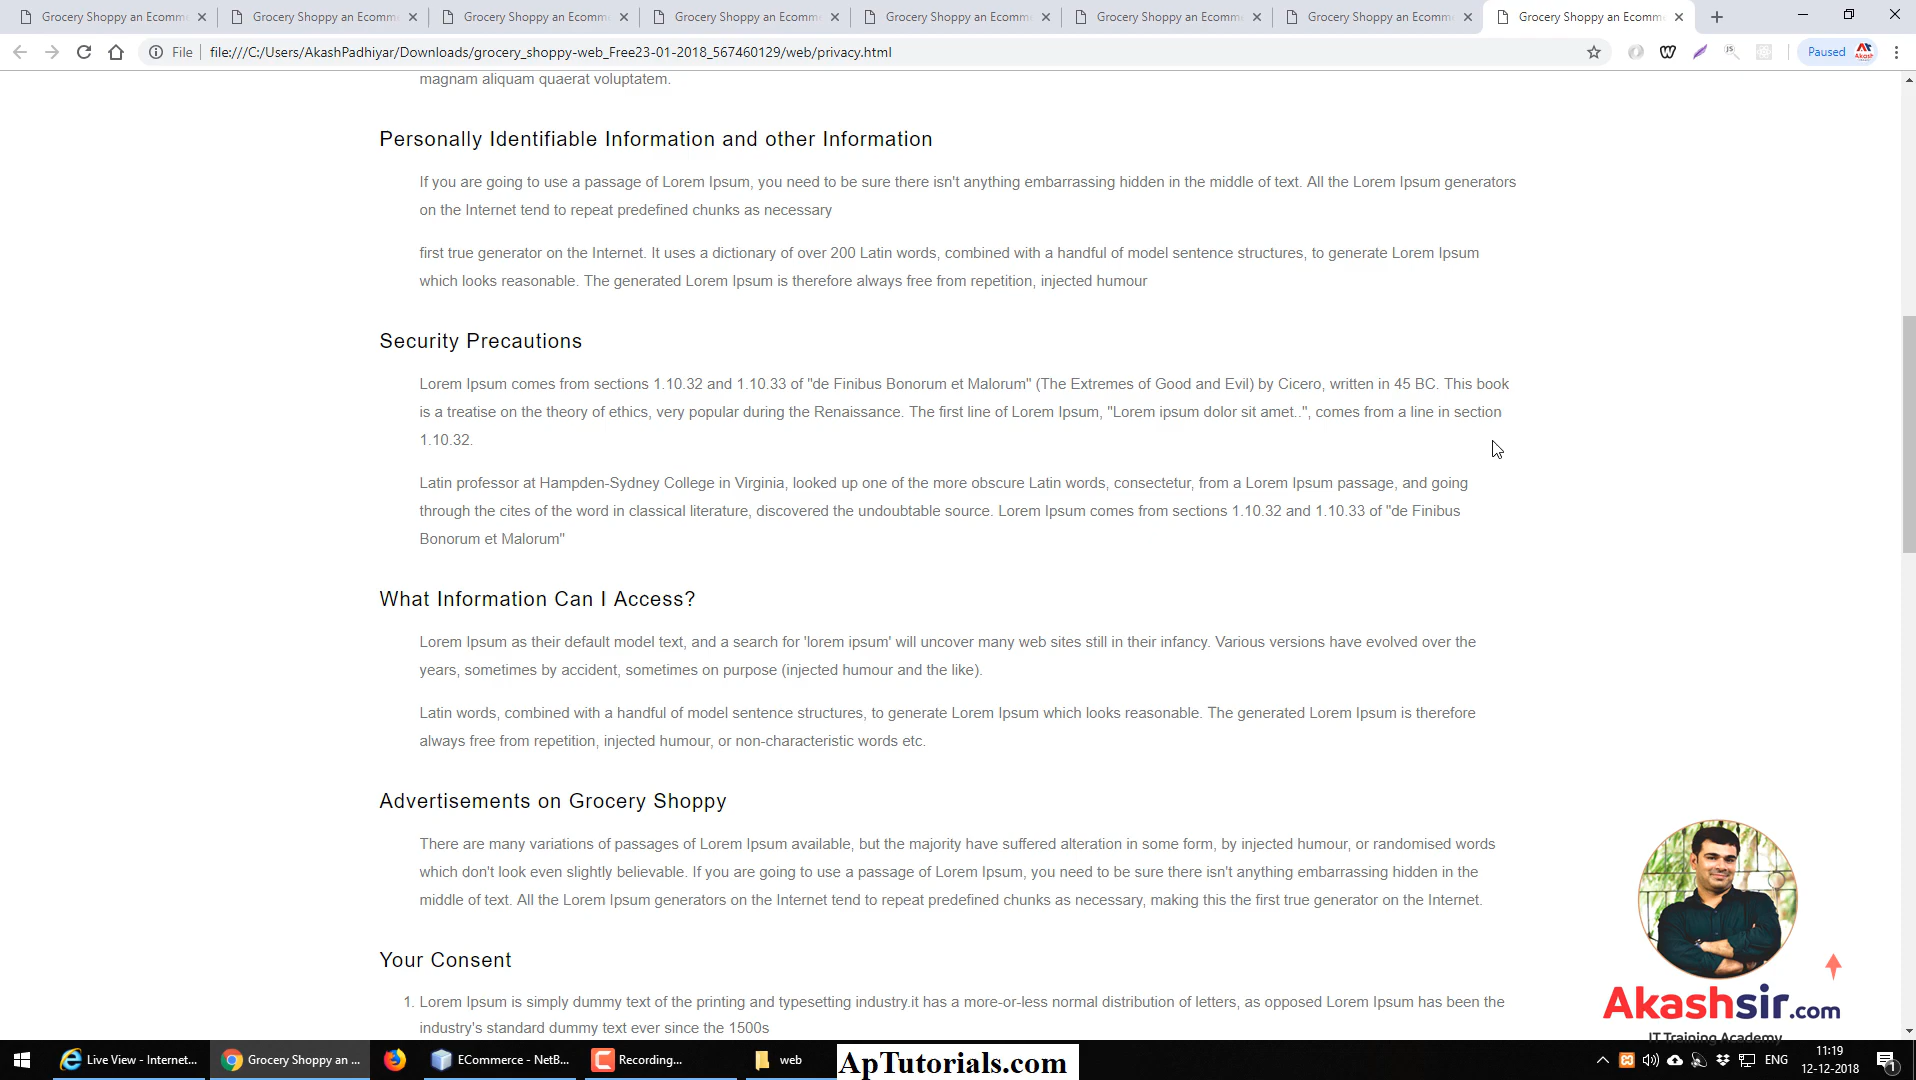 Grocery Shoppy an Ecomm
Grocery Shoppy an Ecomm
Grocery Shoppy an Ecomm
Grocery Shoppy an Ecomm
Grocery Shoppy an Ecomm
Grocery Shoppy an Ecomm
Grocery Shoppy an Ecomm
Grocery Shoppy an Ecomm
File
file:///C:/Users/AkashPadhiyar/Downloads/grocery_shoppy-web_Free23-01-2018_567460129/web/privacy.html
Paused
magnam aliquam quaerat voluptatem.
Personally Identifiable Information and other Information
If you are going to use a passage of Lorem Ipsum, you need to be sure there isn't anything embarrassing hidden in the middle of text. All the Lorem Ipsum generators
on the Internet tend to repeat predefined chunks as necessary
first true generator on the Internet. It uses a dictionary of over 200 Latin words, combined with a handful of model sentence structures, to generate Lorem Ipsum
which looks reasonable. The generated Lorem Ipsum is therefore always free from repetition, injected humour
Security Precautions
Lorem Ipsum comes from sections 1.10.32 and 1.10.33 of "de Finibus Bonorum et Malorum" (The Extremes of Good and Evil) by Cicero, written in 45 BC. This book
is a treatise on the theory of ethics, very popular during the Renaissance. The first line of Lorem Ipsum, "Lorem ipsum dolor sit amet..", comes from a line in section
1.10.32.
Latin professor at Hampden-Sydney College in Virginia, looked up one of the more obscure Latin words, consectetur, from a Lorem Ipsum passage, and going
through the cites of the word in classical literature, discovered the undoubtable source. Lorem Ipsum comes from sections 1.10.32 and 1.10.33 of "de Finibus
Bonorum et Malorum"
What Information Can I Access?
Lorem Ipsum as their default model text, and a search for 'lorem ipsum' will uncover many web sites still in their infancy. Various versions have evolved over the
years, sometimes by accident, sometimes on purpose (injected humour and the like).
Latin words, combined with a handful of model sentence structures, to generate Lorem Ipsum which looks reasonable. The generated Lorem Ipsum is therefore
always free from repetition, injected humour, or non-characteristic words etc.
Advertisements on Grocery Shoppy
There are many variations of passages of Lorem Ipsum available, but the majority have suffered alteration in some form, by injected humour, or randomised words
which don't look even slightly believable. If you are going to use a passage of Lorem Ipsum, you need to be sure there isn't anything embarrassing hidden in the
middle of text. All the Lorem Ipsum generators on the Internet tend to repeat predefined chunks as necessary, making this the first true generator on the Internet.
Your Consent
1. Lorem Ipsum is simply dummy text of the printing and typesetting industry.it has a more-or-less normal distribution of letters, as opposed Lorem Ipsum has been the
industry's standard dummy text ever since the 1500s
Akashsir.com
IT Training Academy
Live View - Internet...
Grocery Shoppy an ...
ECommerce - NetB...
Recording...
web
ApTutorials.com
ENG
11:19
12-12-2018
1